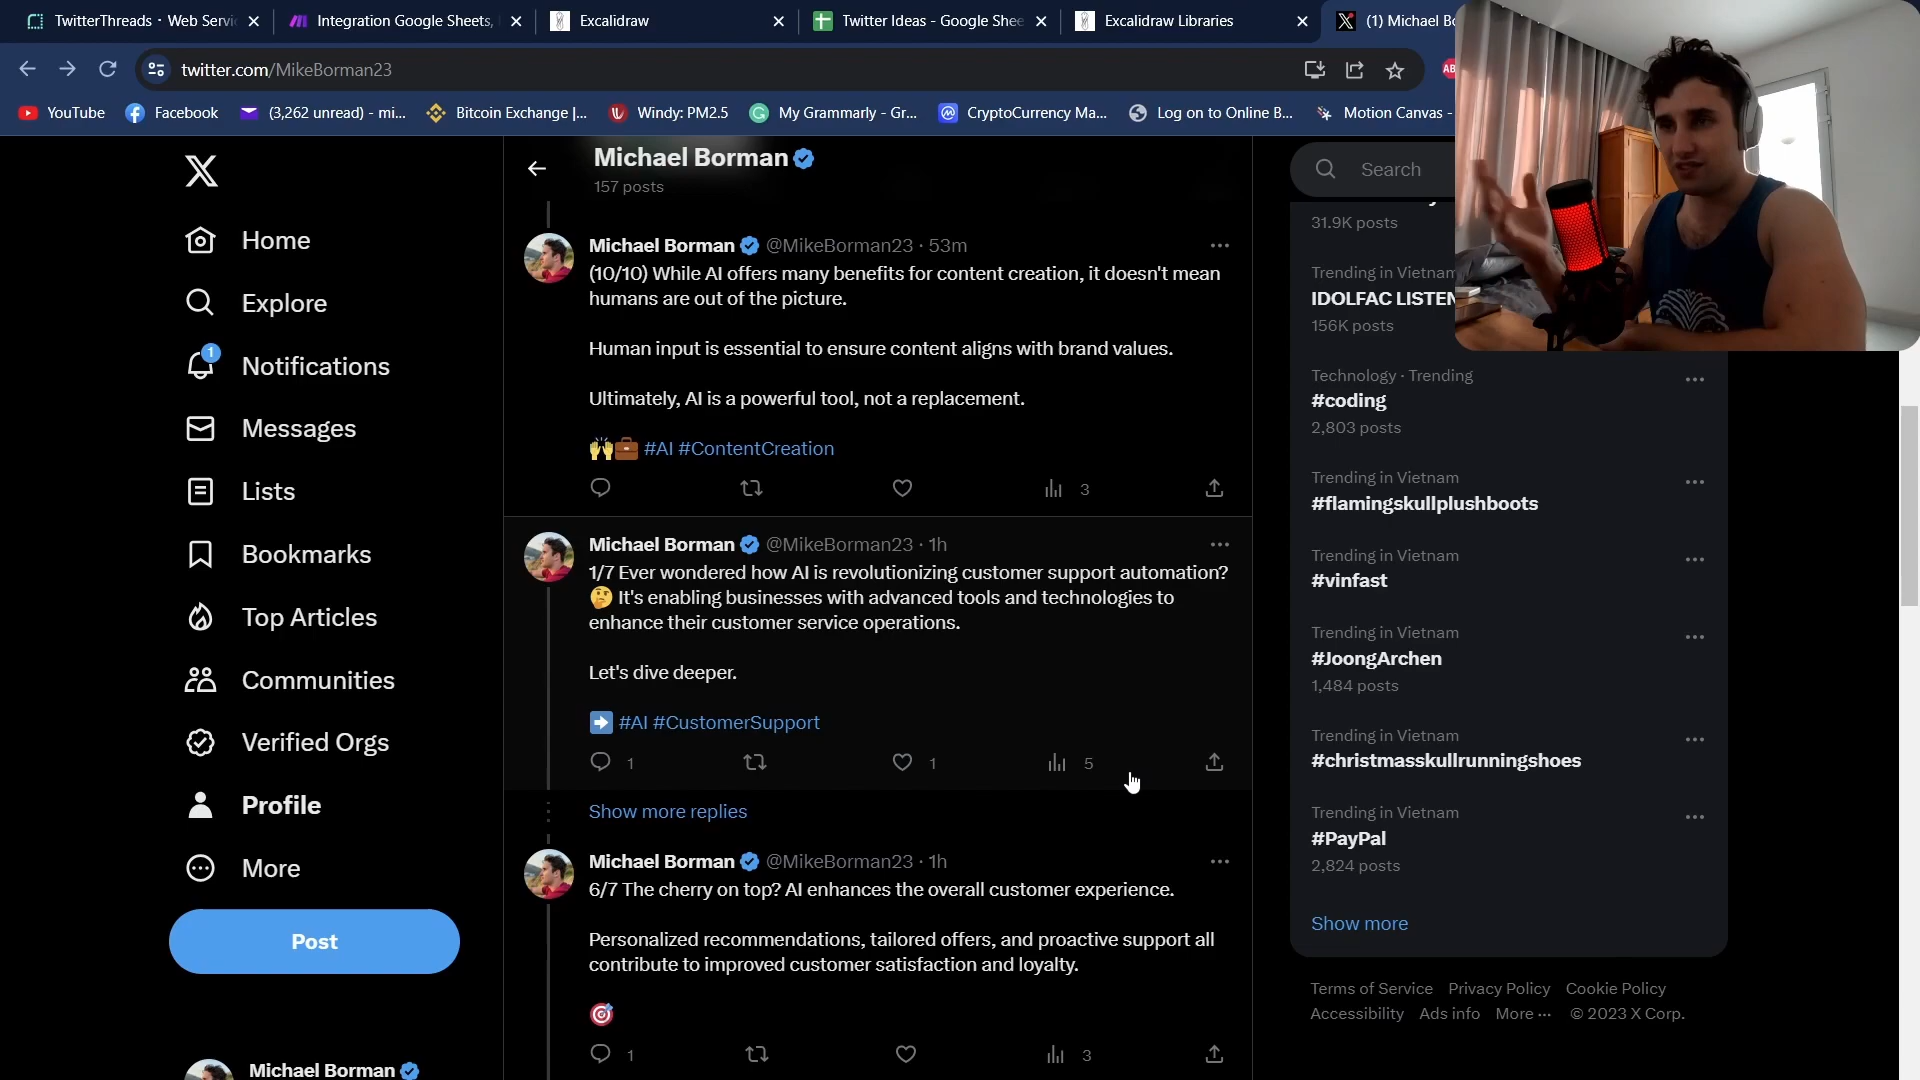 TwitterThreads · Web Servi
Integration Google Sheets,
Excalidraw
Twitter Ideas - Google Shee
Excalidraw Libraries
(1) Michael Bo
twitter.com/MikeBorman23
YouTube
Facebook
(3,262 unread) - mi...
Bitcoin Exchange |...
Windy: PM2.5
My Grammarly - Gr...
CryptoCurrency Ma...
Log on to Online B...
Motion Canvas -
Home
Explore
1
Notifications
Messages
Lists
Bookmarks
Top Articles
Communities
Verified Orgs
Profile
More
Post
Michael Borman
Michael Borman
157 posts
Michael Borman @MikeBorman23 · 53m
(10/10) While AI offers many benefits for content creation, it doesn't mean
humans are out of the picture.
Human input is essential to ensure content aligns with brand values.
Ultimately, AI is a powerful tool, not a replacement.
🙌💼 #AI #ContentCreation
3
Michael Borman @MikeBorman23 · 1h
1/7 Ever wondered how AI is revolutionizing customer support automation?
🤔 It's enabling businesses with advanced tools and technologies to
enhance their customer service operations.
Let's dive deeper.
➡️ #AI #CustomerSupport
1 1 5
Show more replies
Michael Borman @MikeBorman23 · 1h
6/7 The cherry on top? AI enhances the overall customer experience.
Personalized recommendations, tailored offers, and proactive support all
contribute to improved customer satisfaction and loyalty.
🎯
1 3
Search
31.9K posts
Trending in Vietnam
IDOLFAC LISTEN
156K posts
Technology · Trending
#coding
2,803 posts
Trending in Vietnam
#flamingskullplushboots
Trending in Vietnam
#vinfast
Trending in Vietnam
#JoongArchen
1,484 posts
Trending in Vietnam
#christmasskullrunningshoes
Trending in Vietnam
#PayPal
2,824 posts
Show more
Terms of Service Privacy Policy Cookie Policy
Accessibility Ads info More ··· © 2023 X Corp.